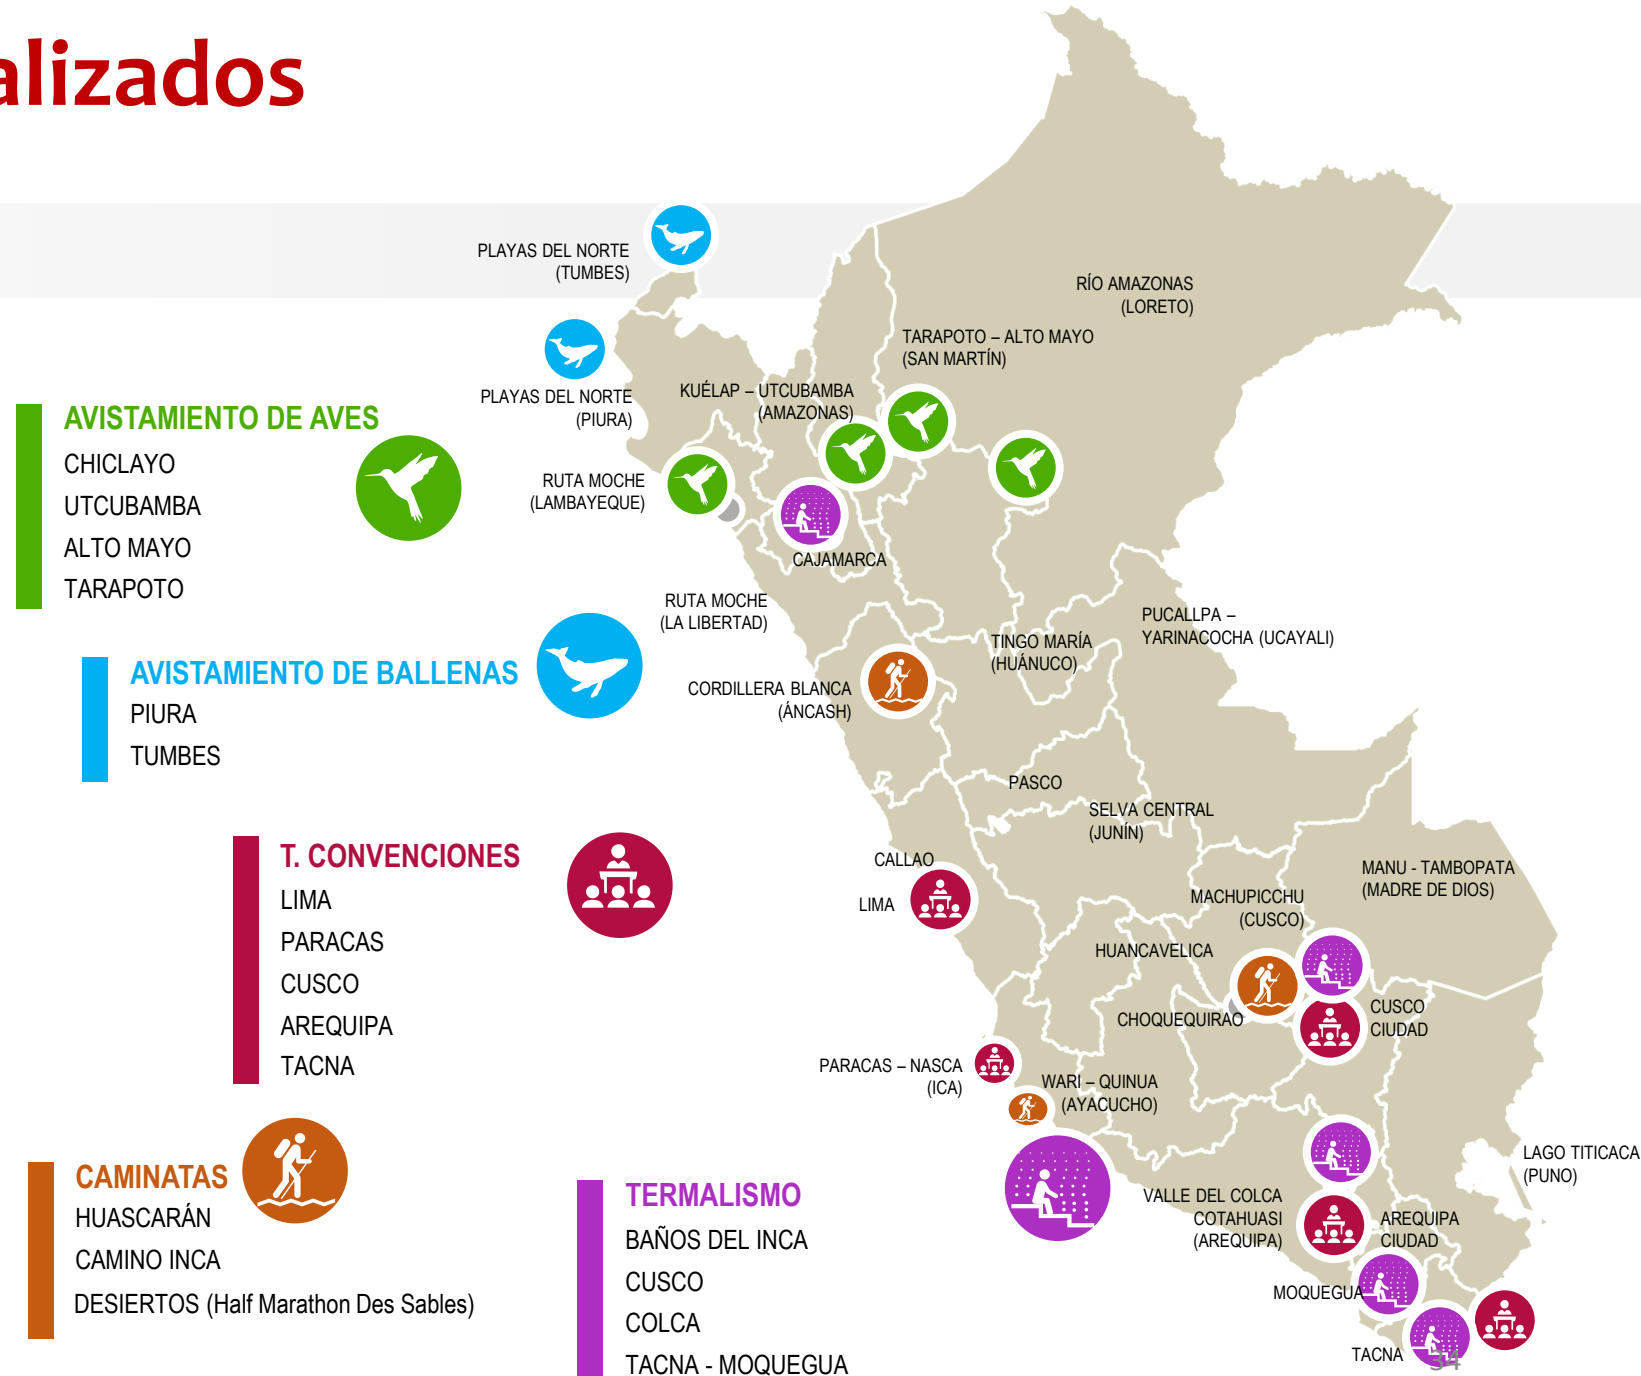 alizados
PLAYAS DEL NORTE
(TUMBES)
RÍO AMAZONAS
(LORETO)
TARAPOTO – ALTO MAYO
(SAN MARTÍN)
PLAYAS DEL NORTE
(PIURA)
KUÉLAP – UTCUBAMBA
(AMAZONAS)
RUTA MOCHE
(LAMBAYEQUE)
CAJAMARCA
RUTA MOCHE
(LA LIBERTAD)
PUCALLPA –
YARINACOCHA (UCAYALI)
TINGO MARÍA
(HUÁNUCO)
CORDILLERA BLANCA
(ÁNCASH)
PASCO
SELVA CENTRAL
(JUNÍN)
CALLAO
LIMA
MANU - TAMBOPATA
(MADRE DE DIOS)
MACHUPICCHU
(CUSCO)
HUANCAVELICA
CHOQUEQUIRAO
CUSCO
CIUDAD
PARACAS – NASCA
(ICA)
WARI – QUINUA
(AYACUCHO)
LAGO TITICACA
(PUNO)
VALLE DEL COLCA
COTAHUASI
(AREQUIPA)
AREQUIPA
CIUDAD
MOQUEGUA
TACNA
AVISTAMIENTO DE AVES
CHICLAYO
UTCUBAMBA
ALTO MAYO
TARAPOTO
AVISTAMIENTO DE BALLENAS
PIURA
TUMBES
T. CONVENCIONES
LIMA
PARACAS
CUSCO
AREQUIPA
TACNA
CAMINATAS
HUASCARÁN
CAMINO INCA
DESIERTOS (Half Marathon Des Sables)
TERMALISMO
BAÑOS DEL INCA
CUSCO
COLCA
TACNA - MOQUEGUA
34